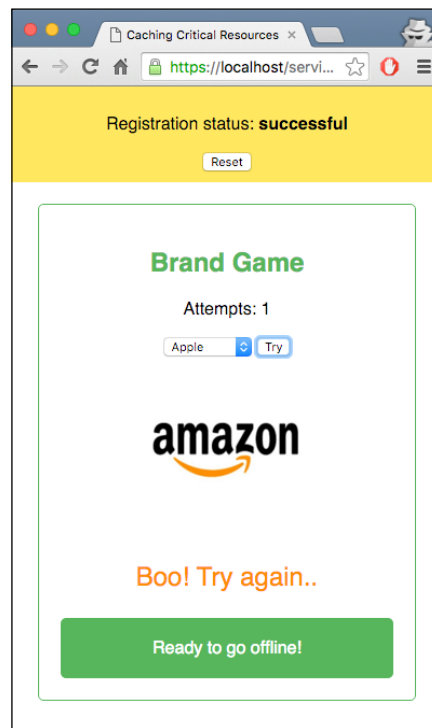 Caching Critical Resources
https://localhost/servi...
Registration status: successful
Reset
Brand Game
Attempts: 1
Apple Try
amazon
Boo! Try again..
Ready to go offline!